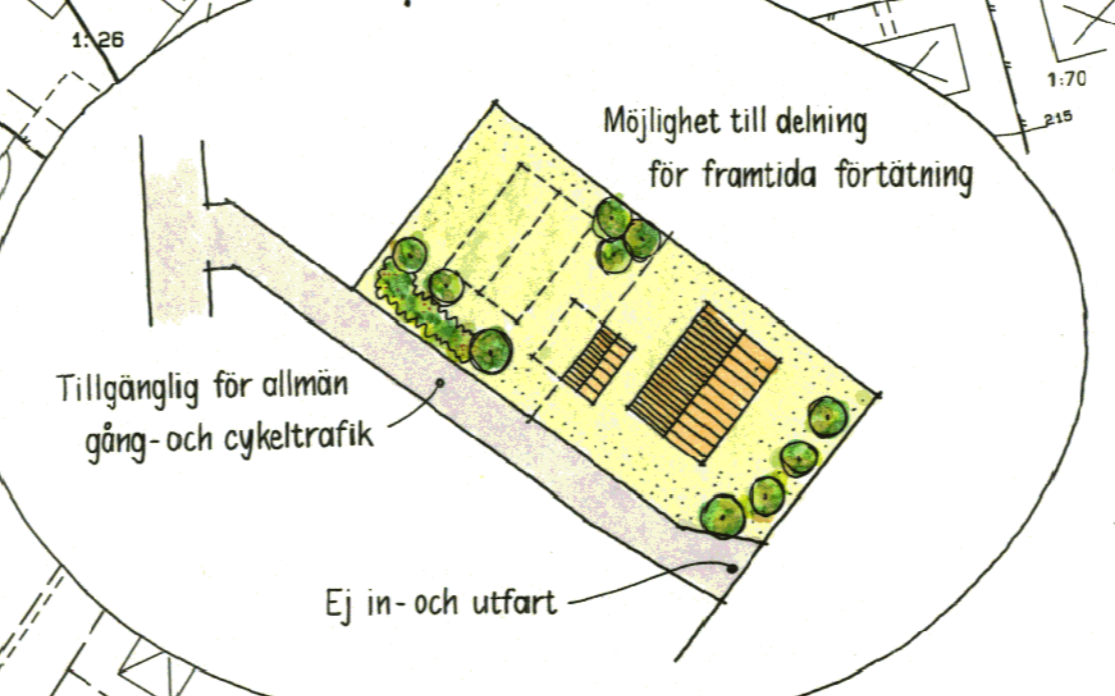 1:26
1:70
215
Möjlighet till delning
för framtida förtätning
Tillgänglig för allmän
gång- och cykeltrafik
Ej in- och utfart